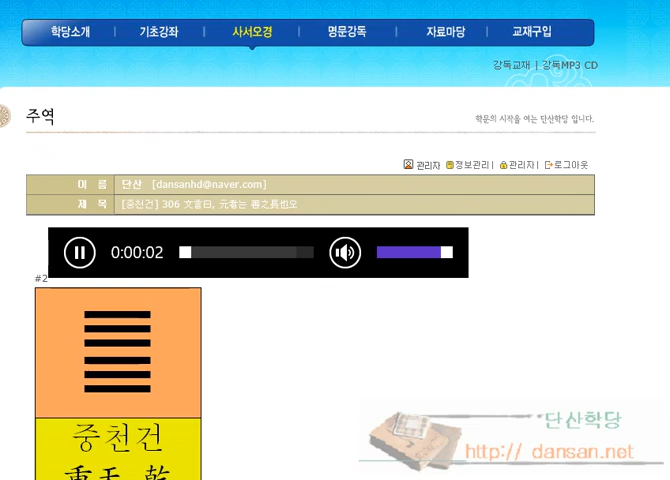 학당소개 | 기초강좌 | 사서오경 | 명문강독 | 자료마당 | 교재구입
강독교재 | 강독MP3 CD
주역
학문의 시작을 여는 단산학당 입니다.
관리자 정보관리 | 관리자 | 로그아웃
이 름 단산 [dansanhd@naver.com]
제 목 [중천건] 306 文言曰, 元者는 善之長也오
0:00:02
#2
중천건
重天 乾
단산학당
http:// dansan.net